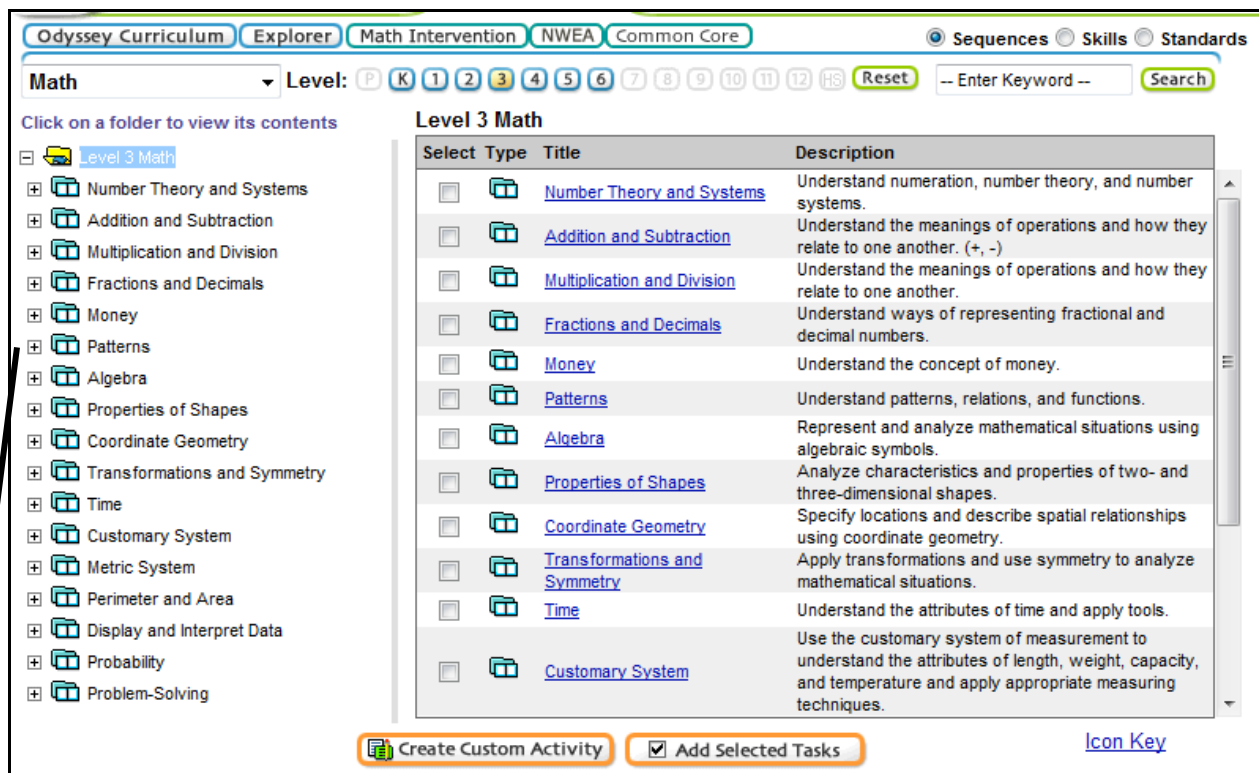 Odyssey Curriculum Explorer Math Intervention NWEA Common Core Sequences Skills Standards
Math Level: P K 1 2 3 4 5 6 7 8 9 10 11 12 HS Reset -- Enter Keyword -- Search
Click on a folder to view its contents
Level 3 Math
Number Theory and Systems
Addition and Subtraction
Multiplication and Division
Fractions and Decimals
Money
Patterns
Algebra
Properties of Shapes
Coordinate Geometry
Transformations and Symmetry
Time
Customary System
Metric System
Perimeter and Area
Display and Interpret Data
Probability
Problem-Solving
Level 3 Math
Select Type Title Description
Number Theory and Systems
Understand numeration, number theory, and number
systems.
Addition and Subtraction
Understand the meanings of operations and how they
relate to one another. (+, -)
Multiplication and Division
Understand the meanings of operations and how they
relate to one another.
Fractions and Decimals
Understand ways of representing fractional and
decimal numbers.
Money
Understand the concept of money.
Patterns
Understand patterns, relations, and functions.
Algebra
Represent and analyze mathematical situations using
algebraic symbols.
Properties of Shapes
Analyze characteristics and properties of two- and
three-dimensional shapes.
Coordinate Geometry
Specify locations and describe spatial relationships
using coordinate geometry.
Transformations and
Symmetry
Apply transformations and use symmetry to analyze
mathematical situations.
Time
Understand the attributes of time and apply tools.
Customary System
Use the customary system of measurement to
understand the attributes of length, weight, capacity,
and temperature and apply appropriate measuring
techniques.
Create Custom Activity Add Selected Tasks Icon Key